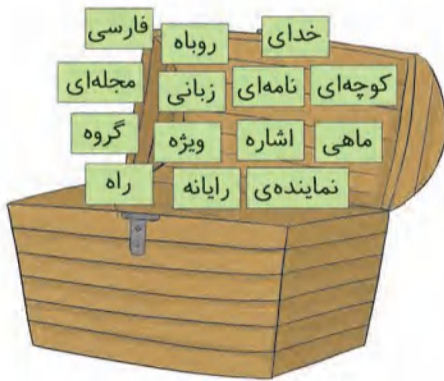 خدای روباه فارسی
کوچه‌ای نامه‌ای زبانی مجله‌ای
ماهی اشاره ویژه گروه
نماینده‌ی رایانه راه